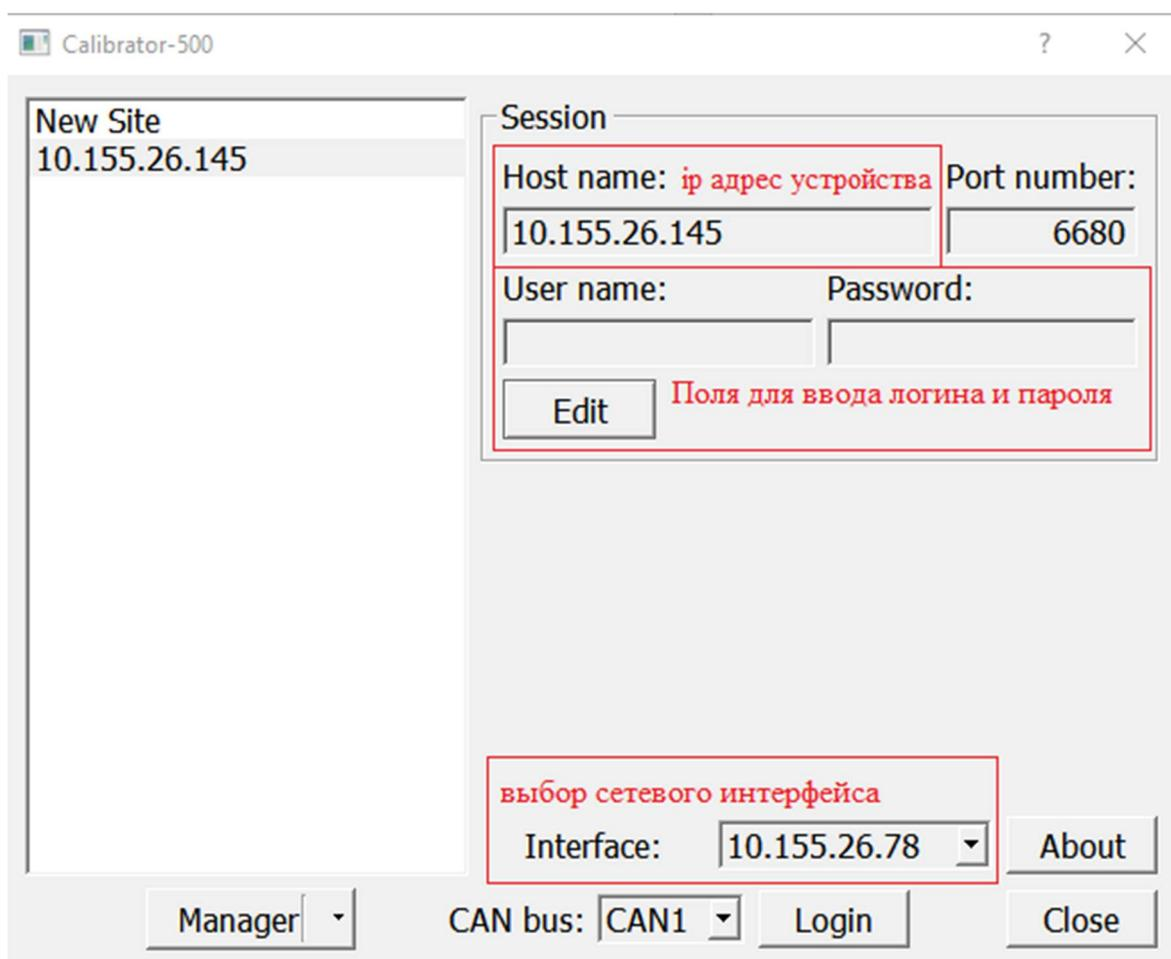 Calibrator-500 ?
New Site
10.155.26.145
Session
Host name: ip адрес устройства Port number:
10.155.26.145 6680
User name: Password:
Edit Поля для ввода логина и пароля
выбор сетевого интерфейса
Interface: 10.155.26.78 About
Manager CAN bus: CAN1 Login Close